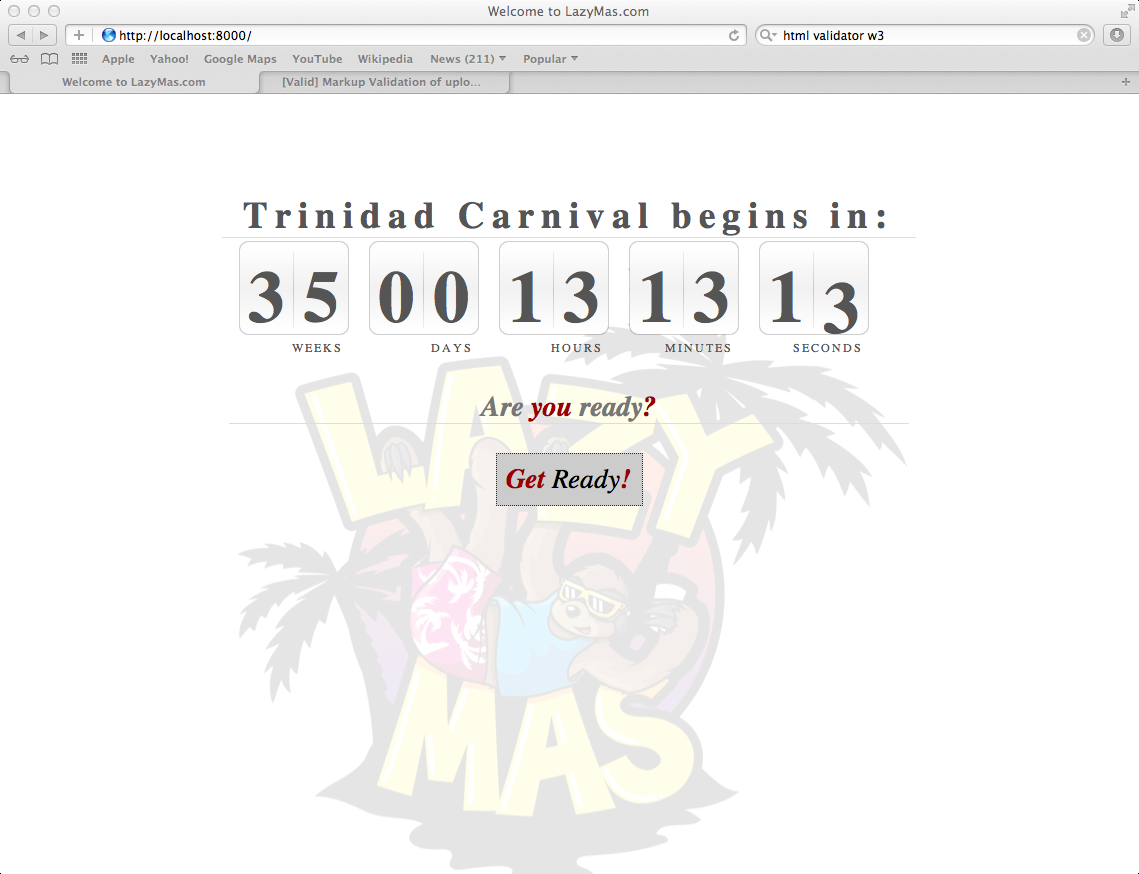 Welcome to LazyMas.com
http://localhost:8000/ html validator w3
Apple Yahoo! Google Maps YouTube Wikipedia News (211) Popular
Welcome to LazyMas.com [Valid] Markup Validation of uplo...
Trinidad Carnival begins in:
35 00 13 13 13
WEEKS DAYS HOURS MINUTES SECONDS
LAZY
Are you ready?
Get Ready!
MAS